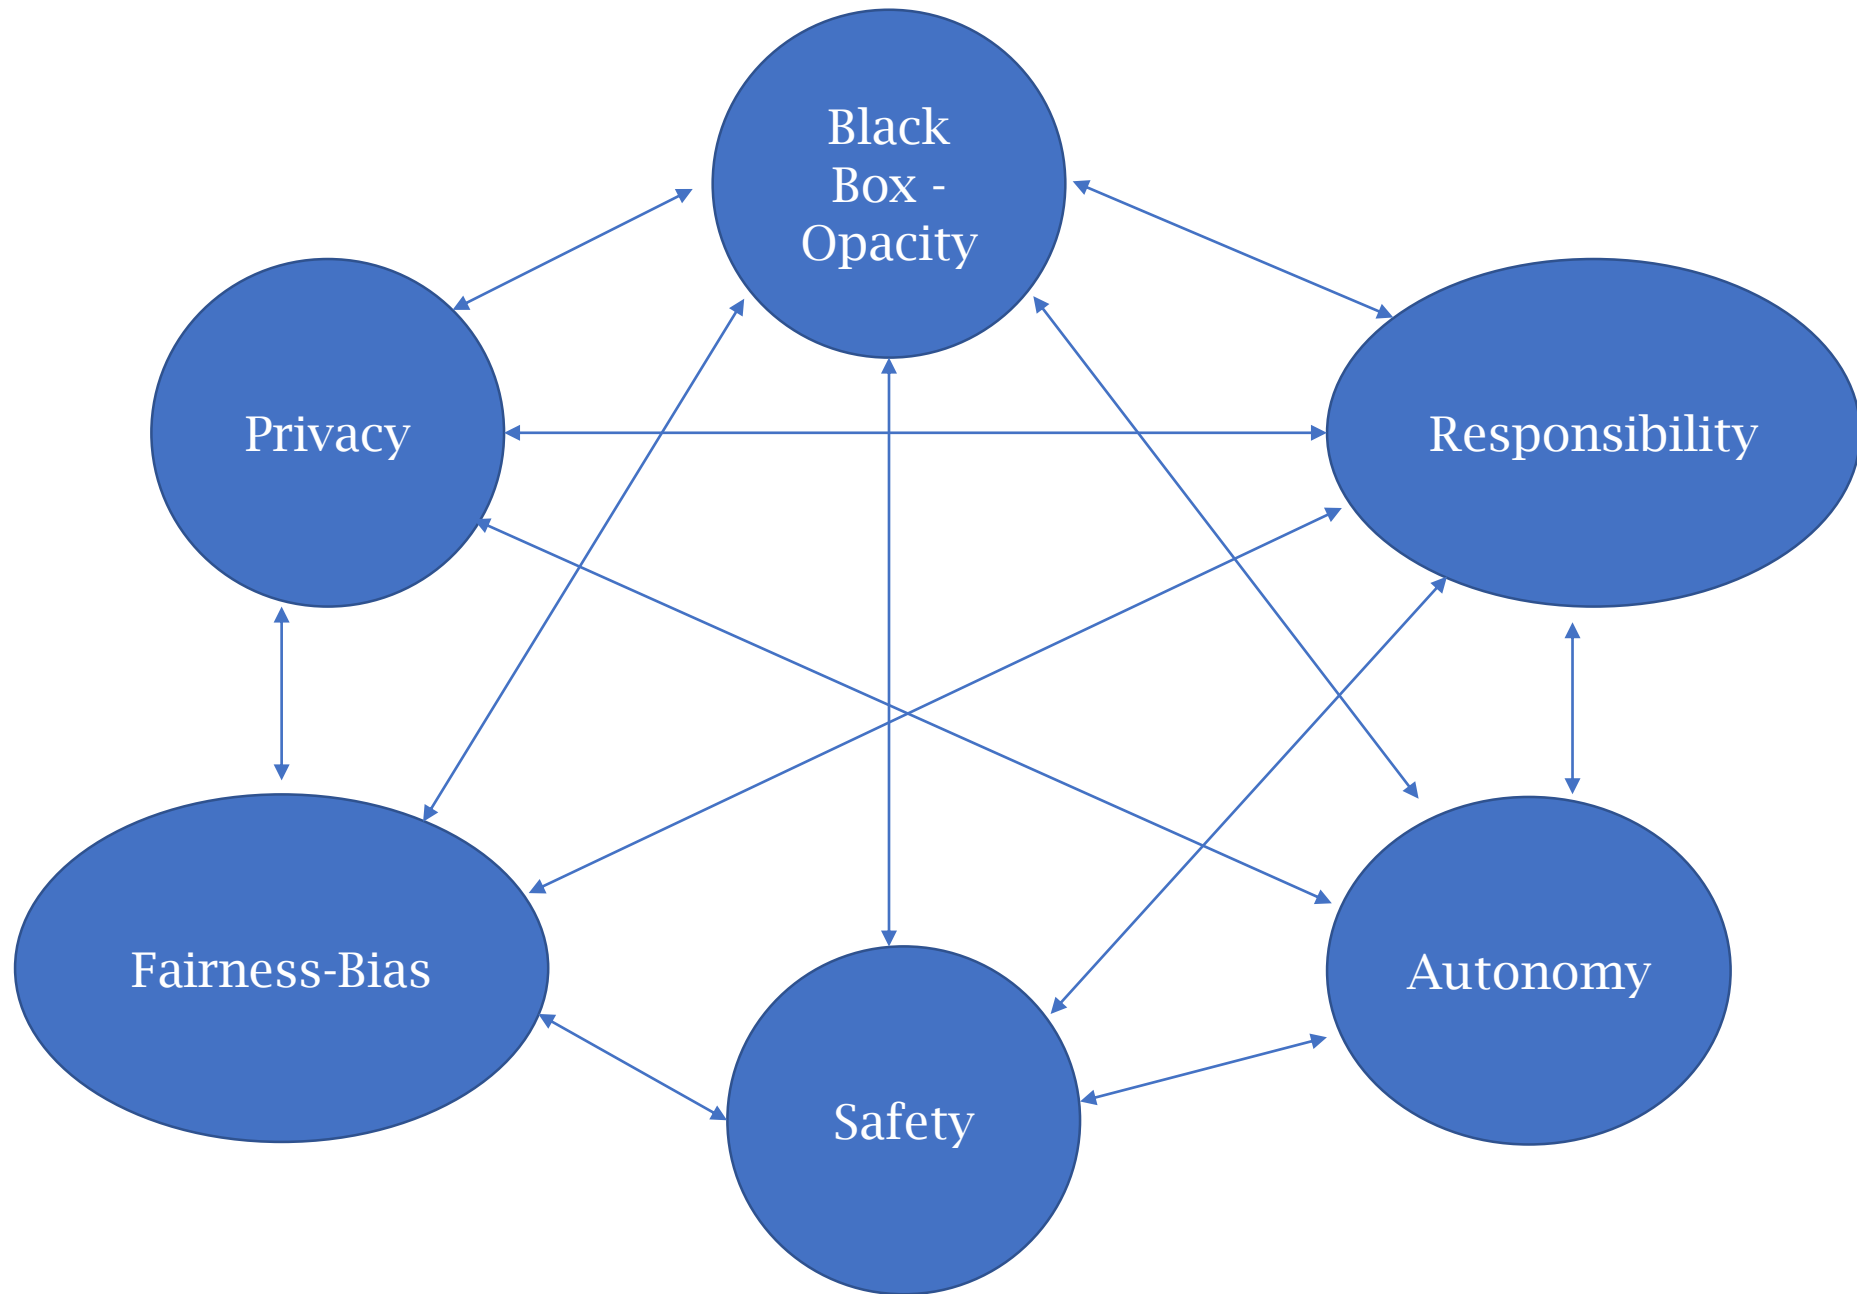 Black
Box -
Opacity
Privacy
Responsibility
Fairness-Bias
Autonomy
Safety